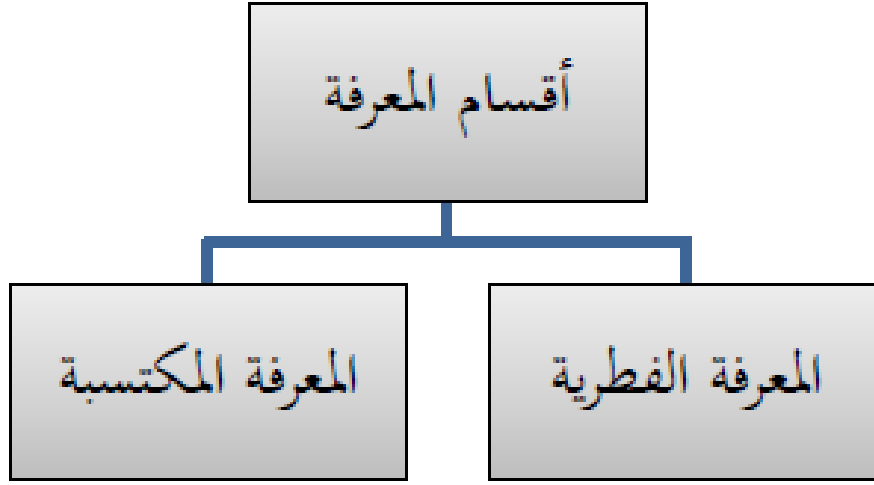 أقسام المعرفة
المعرفة الفطرية
المعرفة المكتسبة